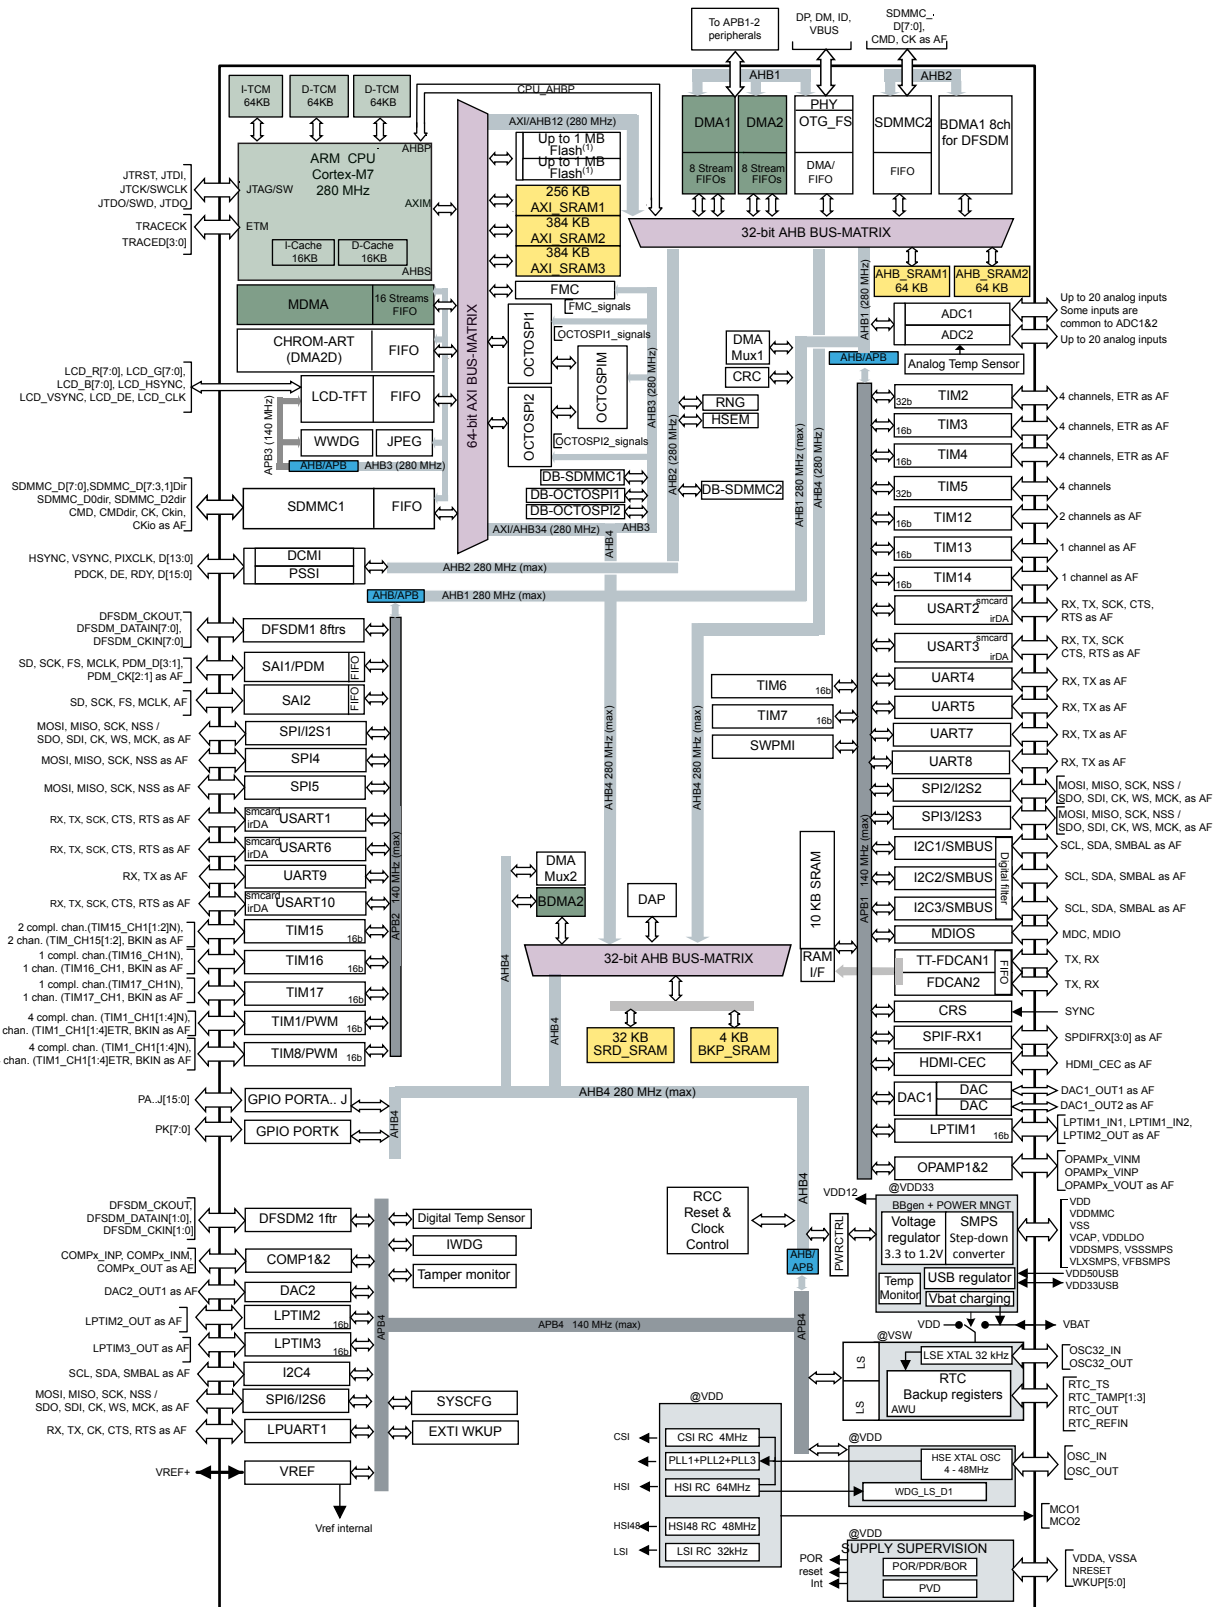 To APB1-2
peripherals
DP, DM, ID,
VBUS
SDMMC_
D[7:0],
CMD, CK as AF
I-TCM
64KB
D-TCM
64KB
D-TCM
64KB
CPU_AHBP
AHB1
AHB2
AXI/AHB12 (280 MHz)
ARM CPU
Cortex-M7
280 MHz
AHBP
AXIM
AHBS
JTAG/SW
ETM
I-Cache
16KB
D-Cache
16KB
JTRST, JTDI,
JTCK/SWCLK
JTDO/SWD, JTDO
TRACECK
TRACED[3:0]
64-bit AXI BUS-MATRIX
Up to 1 MB
Flash(1)
Up to 1 MB
Flash(1)
256 KB
AXI_SRAM1
384 KB
AXI_SRAM2
384 KB
AXI_SRAM3
FMC
FMC_signals
DMA1
8 Stream
FIFOs
DMA2
8 Stream
FIFOs
PHY
OTG_FS
DMA/
FIFO
SDMMC2
FIFO
BDMA1 8ch
for DFSDM
32-bit AHB BUS-MATRIX
AHB_SRAM1
64 KB
AHB_SRAM2
64 KB
AHB1 (280 MHz)
ADC1
ADC2
Analog Temp Sensor
Up to 20 analog inputs
Some inputs are
common to ADC1&2
Up to 20 analog inputs
AHB/APB
MDMA
16 Streams
FIFO
CHROM-ART
(DMA2D)
FIFO
LCD-TFT
FIFO
WWDG
JPEG
AHB/APB
AHB3 (280 MHz)
APB3 (140 MHz)
LCD_R[7:0], LCD_G[7:0],
LCD_B[7:0], LCD_HSYNC,
LCD_VSYNC, LCD_DE, LCD_CLK
SDMMC_D[7:0],SDMMC_D[7:3,1]Dir
SDMMC_D0dir, SDMMC_D2dir
CMD, CMDdir, CK, Ckin,
CKio as AF
SDMMC1
FIFO
OCTOSPI1
OCTOSPI1_signals
OCTOSPIM
OCTOSPI2
OCTOSPI2_signals
AHB3 (280 MHz)
DB-SDMMC1
DB-OCTOSPI1
DB-OCTOSPI2
AXI/AHB34 (280 MHz)
AHB3
AHB4
DMA
Mux1
CRC
RNG
HSEM
DB-SDMMC2
AHB2 (280 MHz)
AHB1 280 MHz (max)
AHB4 (280 MHz)
HSYNC, VSYNC, PIXCLK, D[13:0]
PDCK, DE, RDY, D[15:0]
DCMI
PSSI
AHB2 280 MHz (max)
AHB/APB
AHB1 280 MHz (max)
DFSDM_CKOUT,
DFSDM_DATAIN[7:0],
DFSDM_CKIN[7:0]
DFSDM1 8ftrs
SD, SCK, FS, MCLK, PDM_D[3:1],
PDM_CK[2:1] as AF
SAI1/PDM
FIFO
SD, SCK, FS, MCLK, AF
SAI2
FIFO
MOSI, MISO, SCK, NSS /
SDO, SDI, CK, WS, MCK, as AF
SPI/I2S1
MOSI, MISO, SCK, NSS as AF
SPI4
MOSI, MISO, SCK, NSS as AF
SPI5
RX, TX, SCK, CTS, RTS as AF
smcard
irDA
USART1
RX, TX, SCK, CTS, RTS as AF
smcard
irDA
USART6
RX, TX as AF
UART9
RX, TX, SCK, CTS, RTS as AF
smcard
irDA
USART10
2 compl. chan.(TIM15_CH1[1:2]N),
2 chan. (TIM_CH15[1:2], BKIN as AF
TIM15
16b
1 compl. chan.(TIM16_CH1N),
1 chan. (TIM16_CH1, BKIN as AF
TIM16
16b
1 compl. chan.(TIM17_CH1N),
1 chan. (TIM17_CH1, BKIN as AF
TIM17
16b
4 compl. chan. (TIM1_CH1[1:4]N),
chan. (TIM1_CH1[1:4]ETR, BKIN as AF
TIM1/PWM
16b
4 compl. chan. (TIM1_CH1[1:4]N),
chan. (TIM1_CH1[1:4]ETR, BKIN as AF
TIM8/PWM
16b
APB2 140 MHz (max)
AHB4 280 MHz (max)
AHB4 280 MHz (max)
TIM6
16b
TIM7
16b
SWPMI
APB1 140 MHz (max)
10 KB SRAM
RAM
I/F
TIM2
32b
4 channels, ETR as AF
TIM3
16b
4 channels, ETR as AF
TIM4
16b
4 channels, ETR as AF
TIM5
32b
4 channels
TIM12
16b
2 channels as AF
TIM13
16b
1 channel as AF
TIM14
16b
1 channel as AF
USART2
smcard
irDA
RX, TX, SCK, CTS,
RTS as AF
USART3
smcard
irDA
RX, TX, SCK
CTS, RTS as AF
UART4
RX, TX as AF
UART5
RX, TX as AF
UART7
RX, TX as AF
UART8
RX, TX as AF
SPI2/I2S2
MOSI, MISO, SCK, NSS /
SDO, SDI, CK, WS, MCK, as AF
SPI3/I2S3
MOSI, MISO, SCK, NSS /
SDO, SDI, CK, WS, MCK, as AF
I2C1/SMBUS
SCL, SDA, SMBAL as AF
I2C2/SMBUS
SCL, SDA, SMBAL as AF
I2C3/SMBUS
SCL, SDA, SMBAL as AF
Digital filter
MDIOS
MDC, MDIO
TT-FDCAN1
TX, RX
FDCAN2
TX, RX
FIFO
CRS
SYNC
SPIF-RX1
SPDIFRX[3:0] as AF
HDMI-CEC
HDMI_CEC as AF
DAC1
DAC
DAC
DAC1_OUT1 as AF
DAC1_OUT2 as AF
LPTIM1
16b
LPTIM1_IN1, LPTIM1_IN2,
LPTIM2_OUT as AF
OPAMP1&2
OPAMPx_VINM
OPAMPx_VINP
OPAMPx_VOUT as AF
DMA
Mux2
BDMA2
DAP
32-bit AHB BUS-MATRIX
AHB4
AHB4
32 KB
SRD_SRAM
4 KB
BKP_SRAM
AHB4 280 MHz (max)
PA..J[15:0]
GPIO PORTA.. J
PK[7:0]
GPIO PORTK
AHB4
AHB4
DFSDM_CKOUT,
DFSDM_DATAIN[1:0],
DFSDM_CKIN[1:0]
DFSDM2 1ftr
COMPx_INP, COMPx_INM,
COMPx_OUT as AF
COMP1&2
DAC2_OUT1 as AF
DAC2
LPTIM2_OUT as AF
LPTIM2
16b
LPTIM3_OUT as AF
LPTIM3
16b
SCL, SDA, SMBAL as AF
I2C4
MOSI, MISO, SCK, NSS /
SDO, SDI, CK, WS, MCK, as AF
SPI6/I2S6
RX, TX, CK, CTS, RTS as AF
LPUART1
VREF+
VREF
Vref internal
Digital Temp Sensor
IWDG
Tamper monitor
APB4
APB4 140 MHz (max)
SYSCFG
EXTI WKUP
RCC
Reset &
Clock
Control
AHB/
APB
APB4
PWRCTRL
VDD12
@VDD33
BBgen + POWER MNGT
Voltage
regulator
3.3 to 1.2V
SMPS
Step-down
converter
Temp
Monitor
USB regulator
Vbat charging
VDD
VDDMMC
VSS
VCAP, VDDLDO
VDDSMPS, VSSSMPS
VLXSMPS, VFBSMPS
VDD50USB
VDD33USB
VDD
VBAT
@VSW
LS
LS
LSE XTAL 32 kHz
RTC
Backup registers
AWU
OSC32_IN
OSC32_OUT
RTC_TS
RTC_TAMP[1:3]
RTC_OUT
RTC_REFIN
@VDD
CSI
CSI RC 4MHz
PLL1+PLL2+PLL3
HSI
HSI RC 64MHz
HSI48
HSI48 RC 48MHz
LSI
LSI RC 32kHz
@VDD
HSE XTAL OSC
4 - 48MHz
WDG_LS_D1
OSC_IN
OSC_OUT
MCO1
MCO2
@VDD
SUPPLY SUPERVISION
POR
reset
Int
POR/PDR/BOR
PVD
VDDA, VSSA
NRESET
WKUP[5:0]